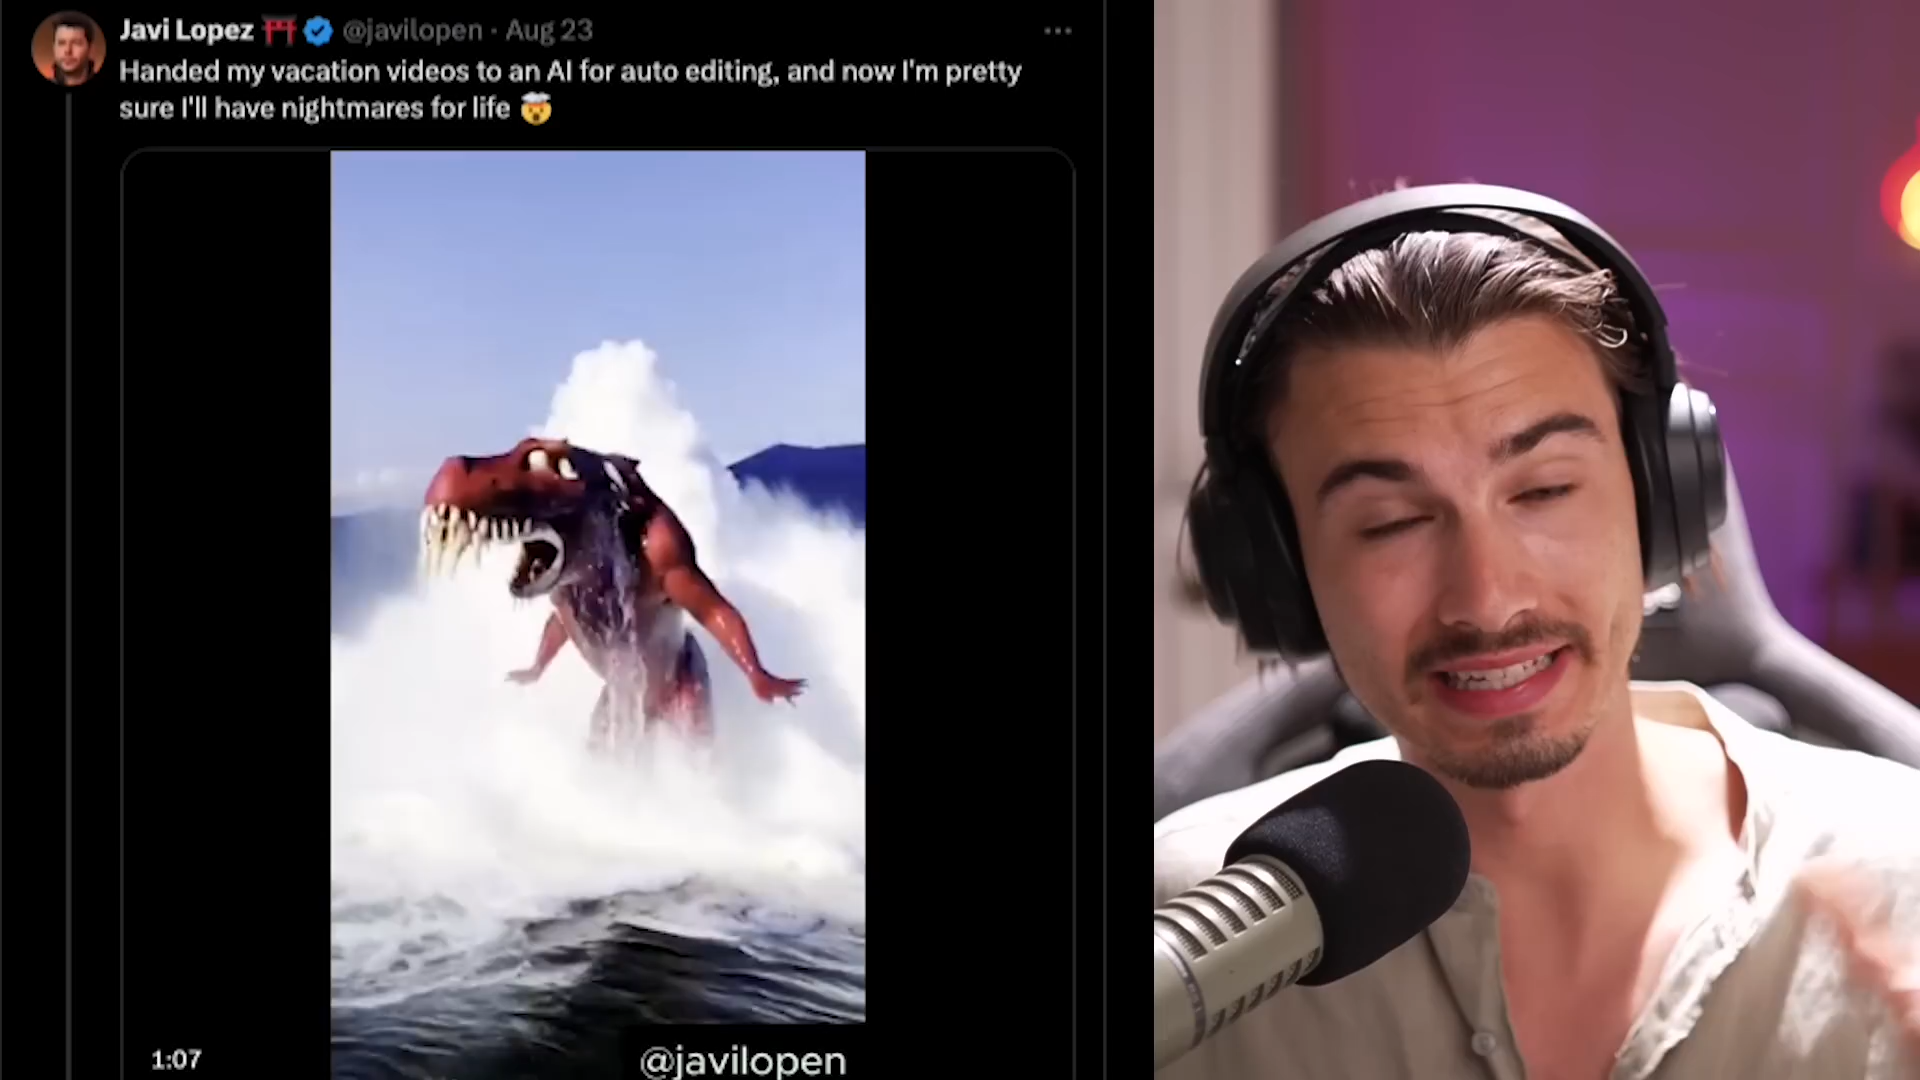 Javi Lopez @javilopen · Aug 23
Handed my vacation videos to an AI for auto editing, and now I'm pretty
sure I'll have nightmares for life 🤯
1:07
@javilopen